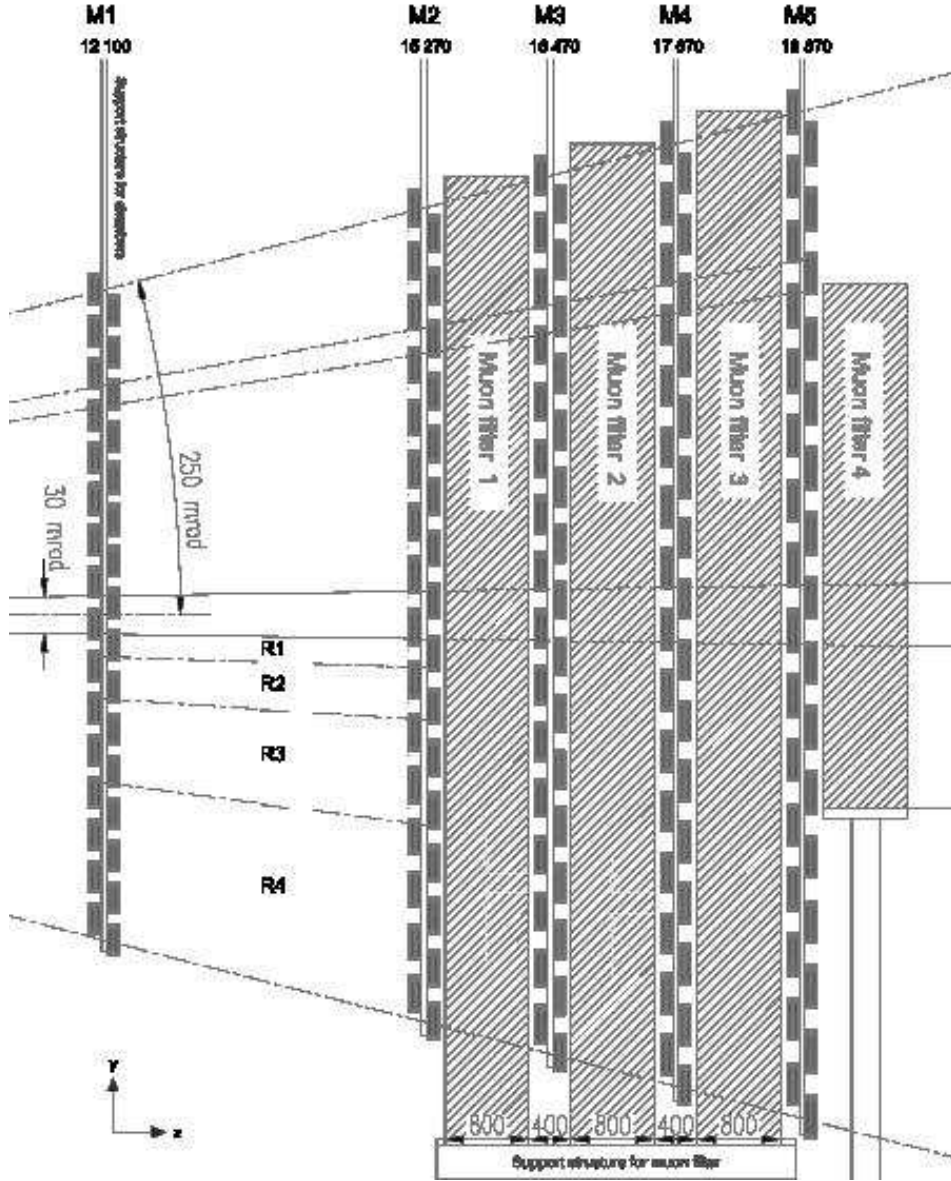 M1 M2 M3 M4 M5
12 100 15 270 16 470 17 670 18 870
Support structure for detectors
250 mrad
30 mrad
Muon filter 1
Muon filter 2
Muon filter 3
Muon filter 4
R1
R2
R3
R4
y
z
800 400 800 400 800
Support structure for muon filter